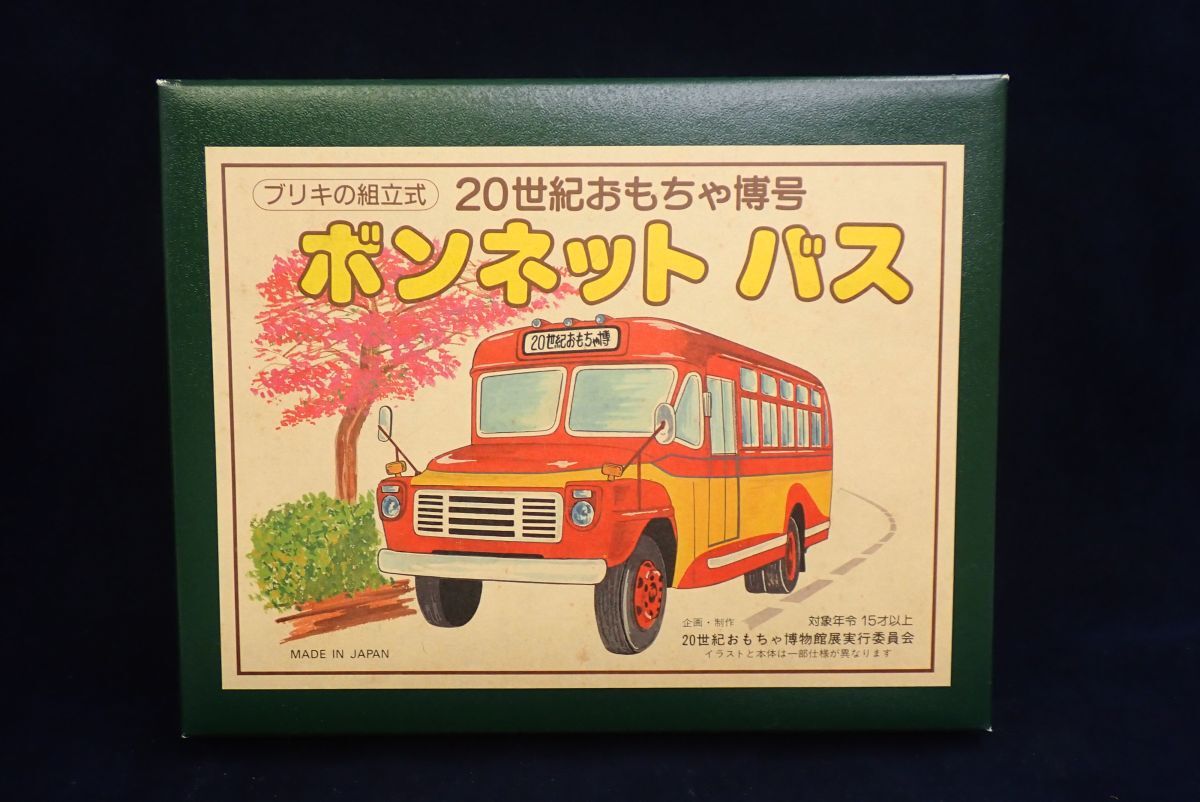 ブリキの組立式 20世紀おもちゃ博号
ボンネット バス
20世紀おもちゃ博
企画・制作 対象年令 15才以上
20世紀おもちゃ博物館展実行委員会
イラストと本体は一部仕様が異なります
MADE IN JAPAN